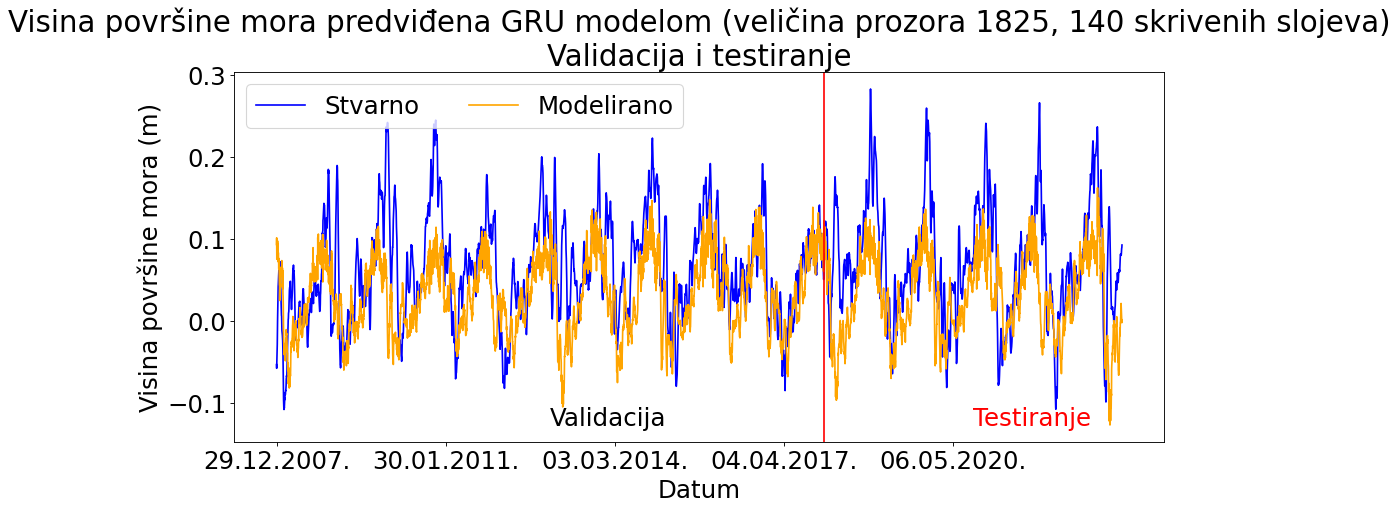 Visina površine mora predviđena GRU modelom (veličina prozora 1825, 140 skrivenih slojeva)
Validacija i testiranje
Stvarno Modelirano
Visina površine mora (m)
0.3
0.2
0.1
0.0
−0.1
Validacija Testiranje
29.12.2007. 30.01.2011. 03.03.2014. 04.04.2017. 06.05.2020.
Datum